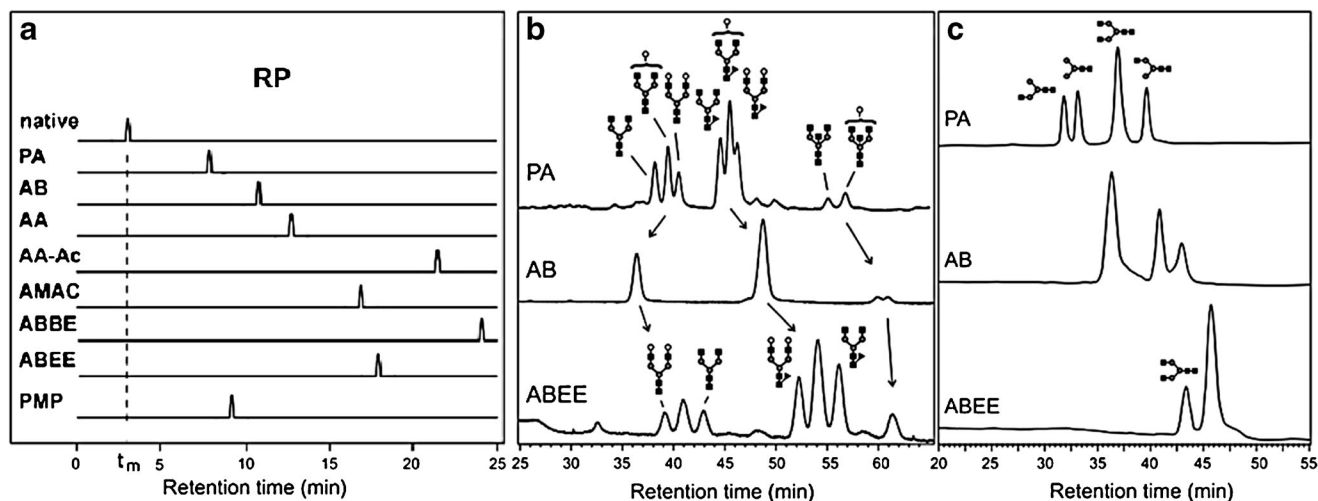 a
RP
native
PA
AB
AA
AA-Ac
AMAC
ABBE
ABEE
PMP
0 tm 5 10 15 20 25
Retention time (min)
b
PA
AB
ABEE
25 35 30 35 40 45 50 55 60
Retention time (min)
c
PA
AB
ABEE
20 25 30 35 40 45 50 55
Retention time (min)